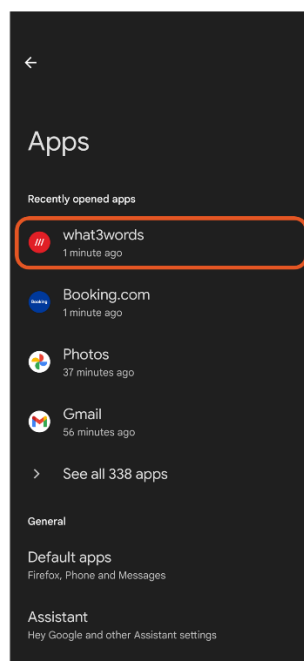 Apps
Recently opened apps
what3words
1 minute ago
Booking
Booking.com
1 minute ago
Photos
37 minutes ago
Gmail
56 minutes ago
See all 338 apps
General
Default apps
Firefox, Phone and Messages
Assistant
Hey Google and other Assistant settings